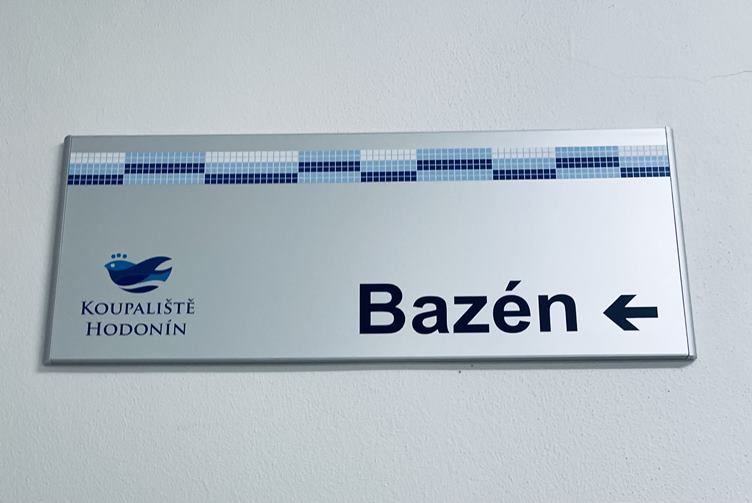 Koupaliště
Hodonín
Bazén ←